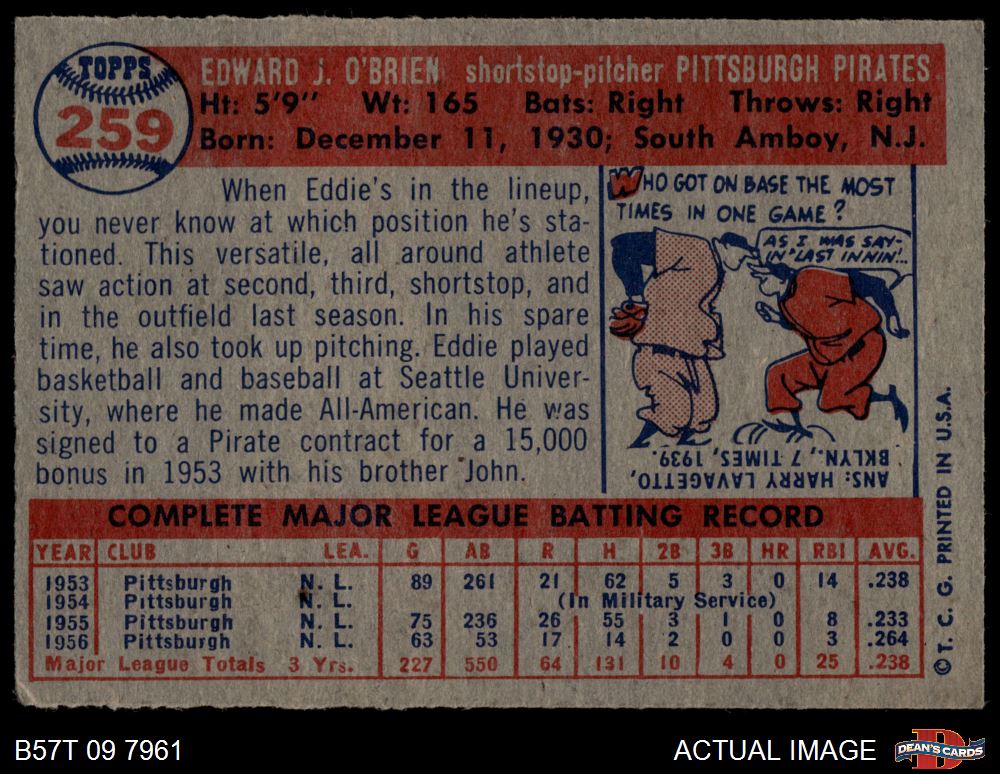 TOPPS
259
EDWARD J. O'BRIEN shortstop-pitcher PITTSBURGH PIRATES
Ht: 5'9" Wt: 165 Bats: Right Throws: Right
Born: December 11, 1930; South Amboy, N.J.
When Eddie's in the lineup,
you never know at which position he's sta-
tioned. This versatile, all around athlete
saw action at second, third, shortstop, and
in the outfield last season. In his spare
time, he also took up pitching. Eddie played
basketball and baseball at Seattle Univer-
sity, where he made All-American. He was
signed to a Pirate contract for a 15,000
bonus in 1953 with his brother John.
WHO GOT ON BASE THE MOST
TIMES IN ONE GAME?
AS I WAS SAY-
IN' LAST INNIN'..
ANS: HARRY LAVAGETTO,
BKLYN., 7 TIMES, 1939.
COMPLETE MAJOR LEAGUE BATTING RECORD
YEAR CLUB LEA. G AB R H 2B 3B HR RBI AVG.
1953 Pittsburgh N. L. 89 261 21 62 5 3 0 14 .238
1954 Pittsburgh N. L. (In Military Service)
1955 Pittsburgh N. L. 75 236 26 55 3 1 0 8 .233
1956 Pittsburgh N. L. 63 53 17 14 2 0 0 3 .264
Major League Totals 3 Yrs. 227 550 64 131 10 4 0 25 .238
© T. C. G. PRINTED IN U.S.A.
B57T 09 7961
ACTUAL IMAGE
DEAN'S CARDS